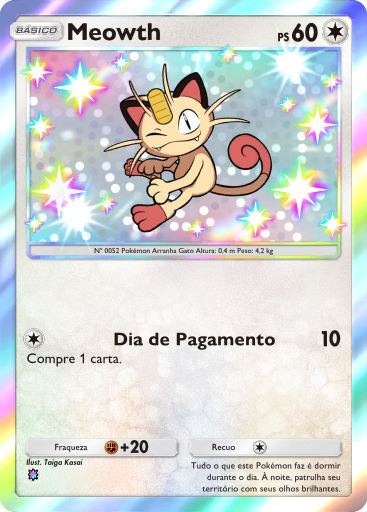 BÁSICO Meowth PS 60
Nº 0052 Pokémon Arranha Gato Altura: 0,4 m Peso: 4,2 kg
Dia de Pagamento 10
Compre 1 carta.
Fraqueza +20 Recuo
Ilust. Taiga Kasai
Tudo o que este Pokémon faz é dormir
durante o dia. À noite, patrulha seu
território com seus olhos brilhantes.